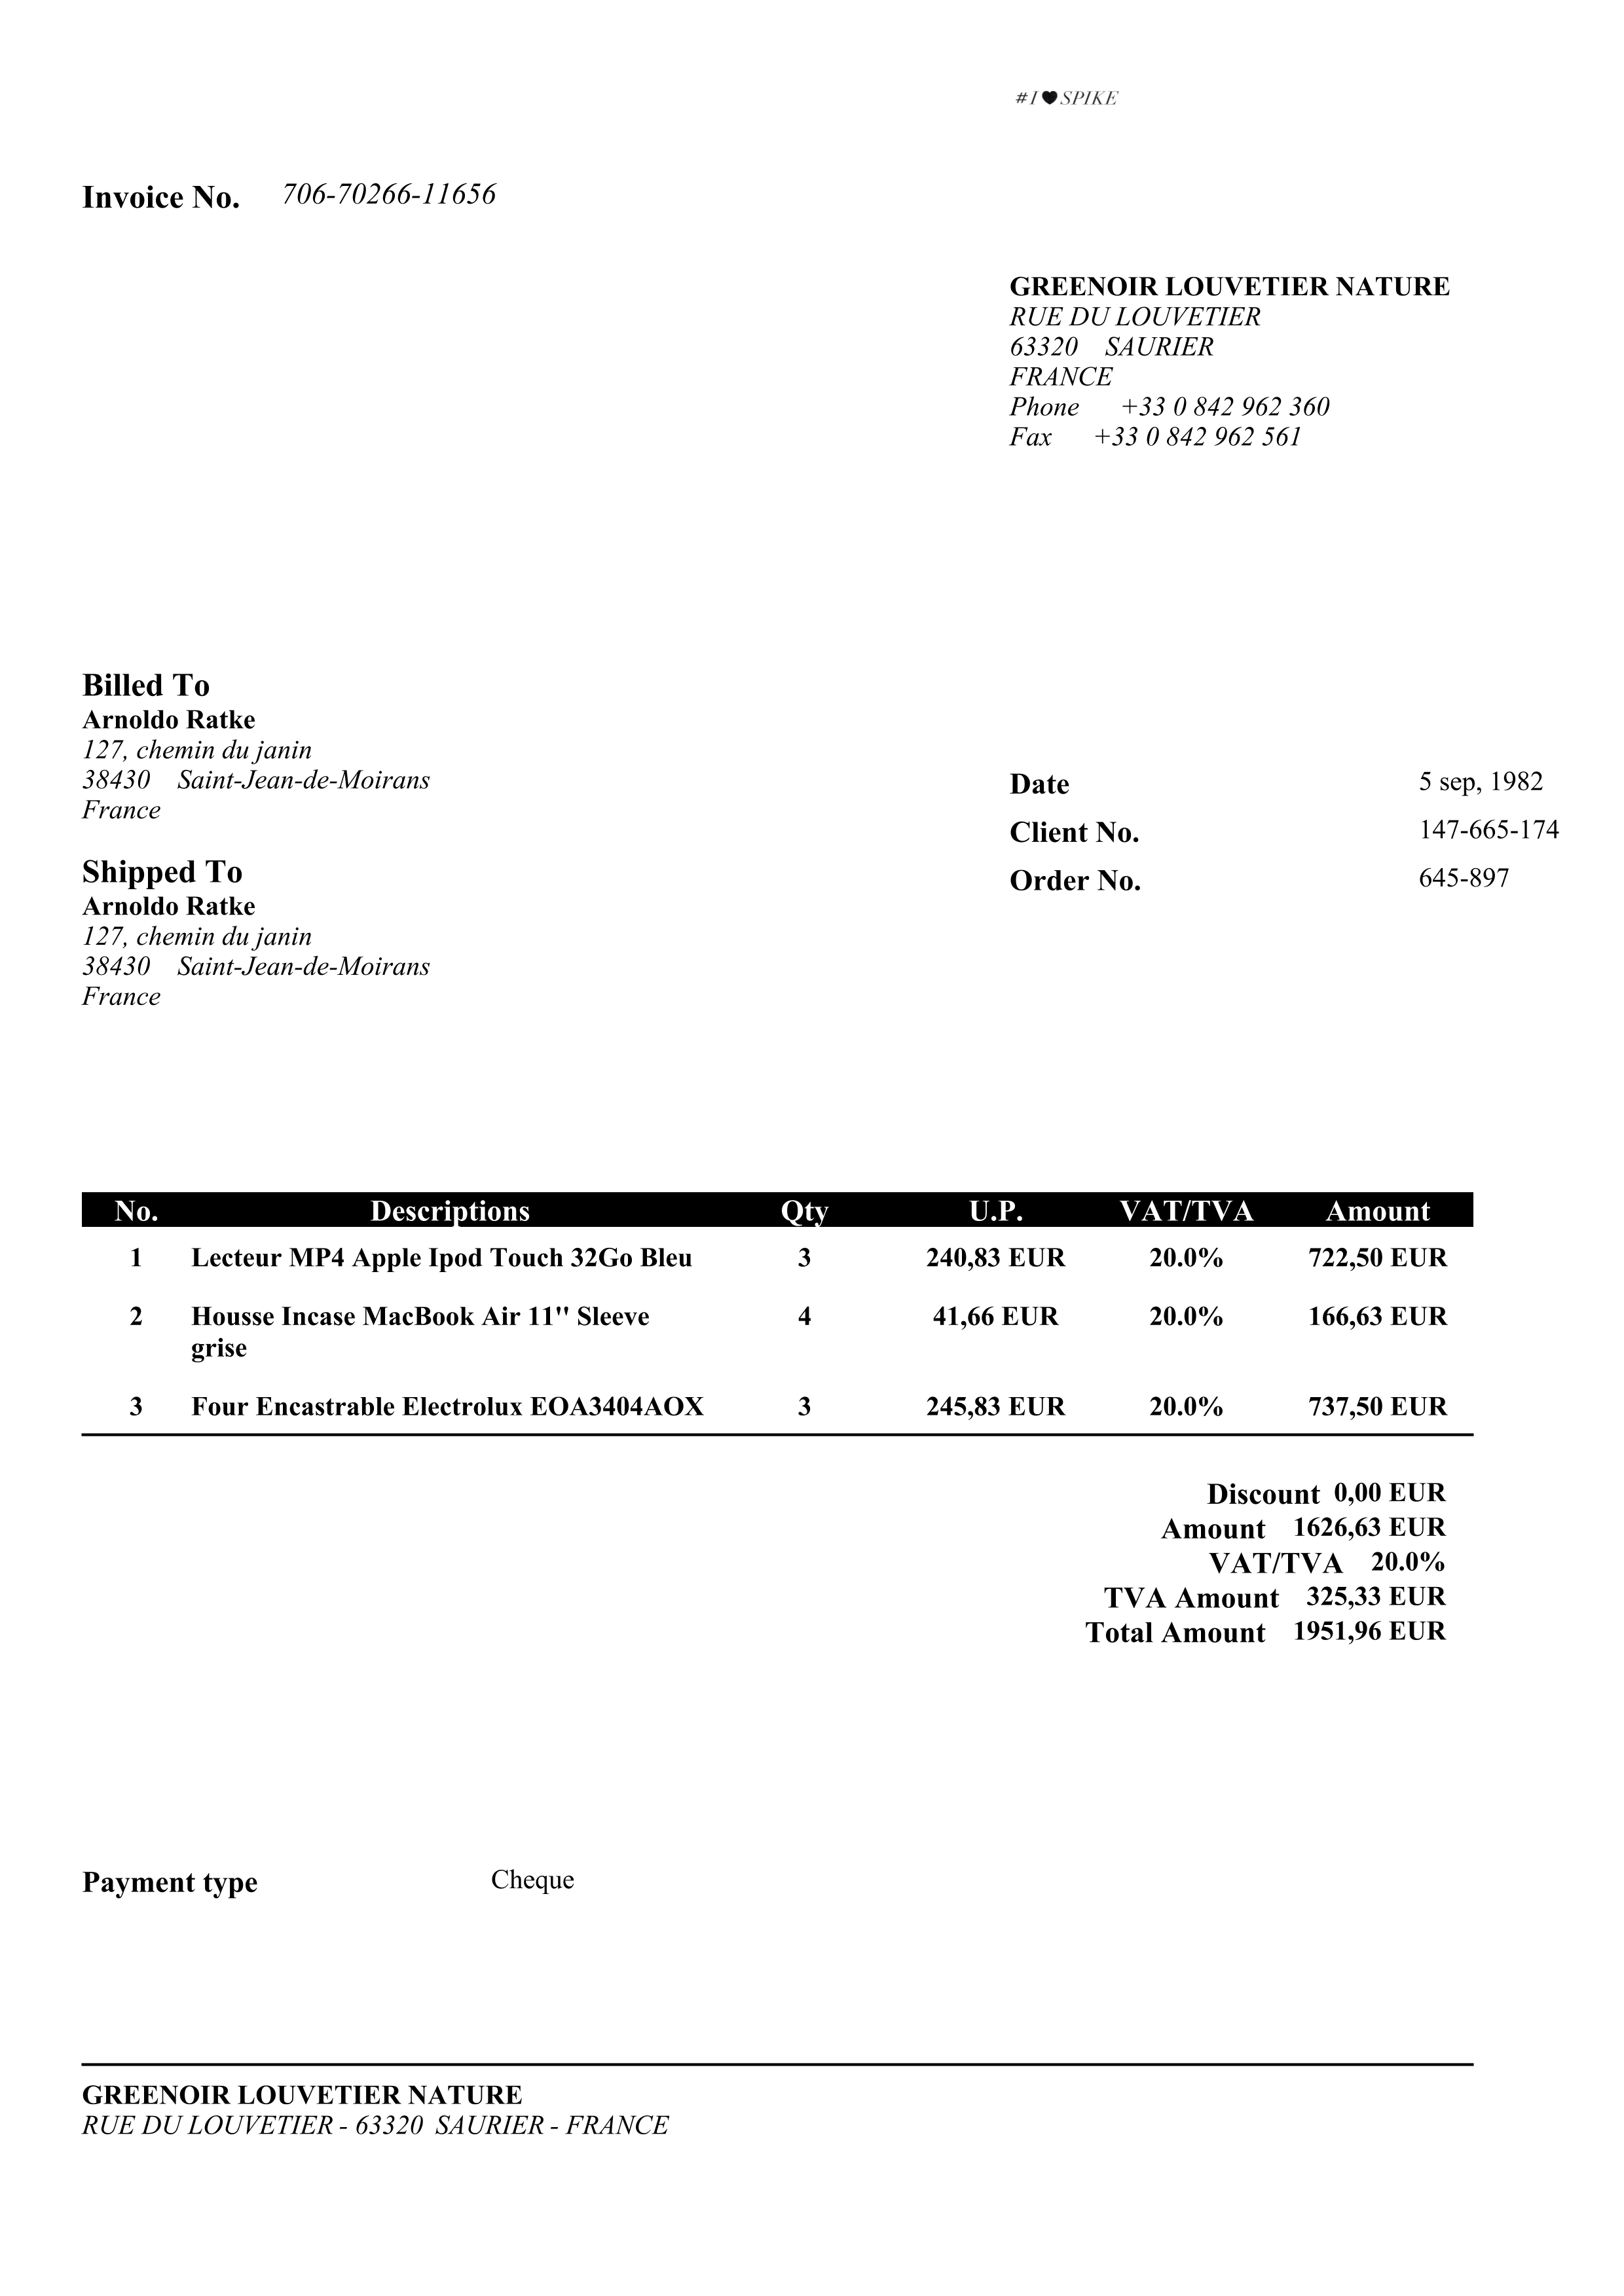 #I♥SPIKE
Invoice No. 706-70266-11656
GREENOIR LOUVETIER NATURE
RUE DU LOUVETIER
63320 SAURIER
FRANCE
Phone +33 0 842 962 360
Fax +33 0 842 962 561
Billed To
Arnoldo Ratke
127, chemin du janin
38430 Saint-Jean-de-Moirans
France
Shipped To
Arnoldo Ratke
127, chemin du janin
38430 Saint-Jean-de-Moirans
France
Date 5 sep, 1982
Client No. 147-665-174
Order No. 645-897
No. Descriptions Qty U.P. VAT/TVA Amount
1 Lecteur MP4 Apple Ipod Touch 32Go Bleu 3 240,83 EUR 20.0% 722,50 EUR
2 Housse Incase MacBook Air 11'' Sleeve 4 41,66 EUR 20.0% 166,63 EUR
grise
3 Four Encastrable Electrolux EOA3404AOX 3 245,83 EUR 20.0% 737,50 EUR
Discount 0,00 EUR
Amount 1626,63 EUR
VAT/TVA 20.0%
TVA Amount 325,33 EUR
Total Amount 1951,96 EUR
Payment type Cheque
GREENOIR LOUVETIER NATURE
RUE DU LOUVETIER - 63320 SAURIER - FRANCE